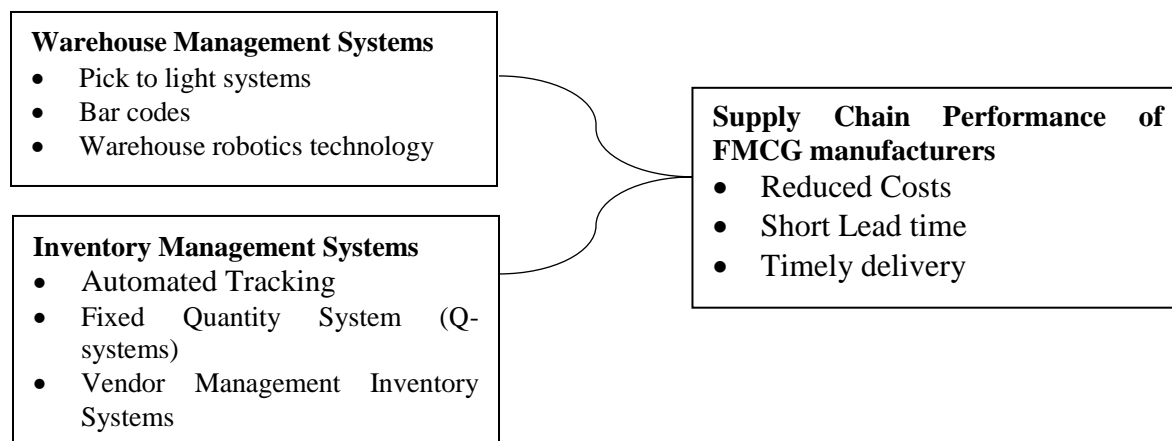 Warehouse Management Systems
• Pick to light systems
• Bar codes
• Warehouse robotics technology
Inventory Management Systems
• Automated Tracking
• Fixed Quantity System (Q-
systems)
• Vendor Management Inventory
Systems
Supply Chain Performance of
FMCG manufacturers
• Reduced Costs
• Short Lead time
• Timely delivery